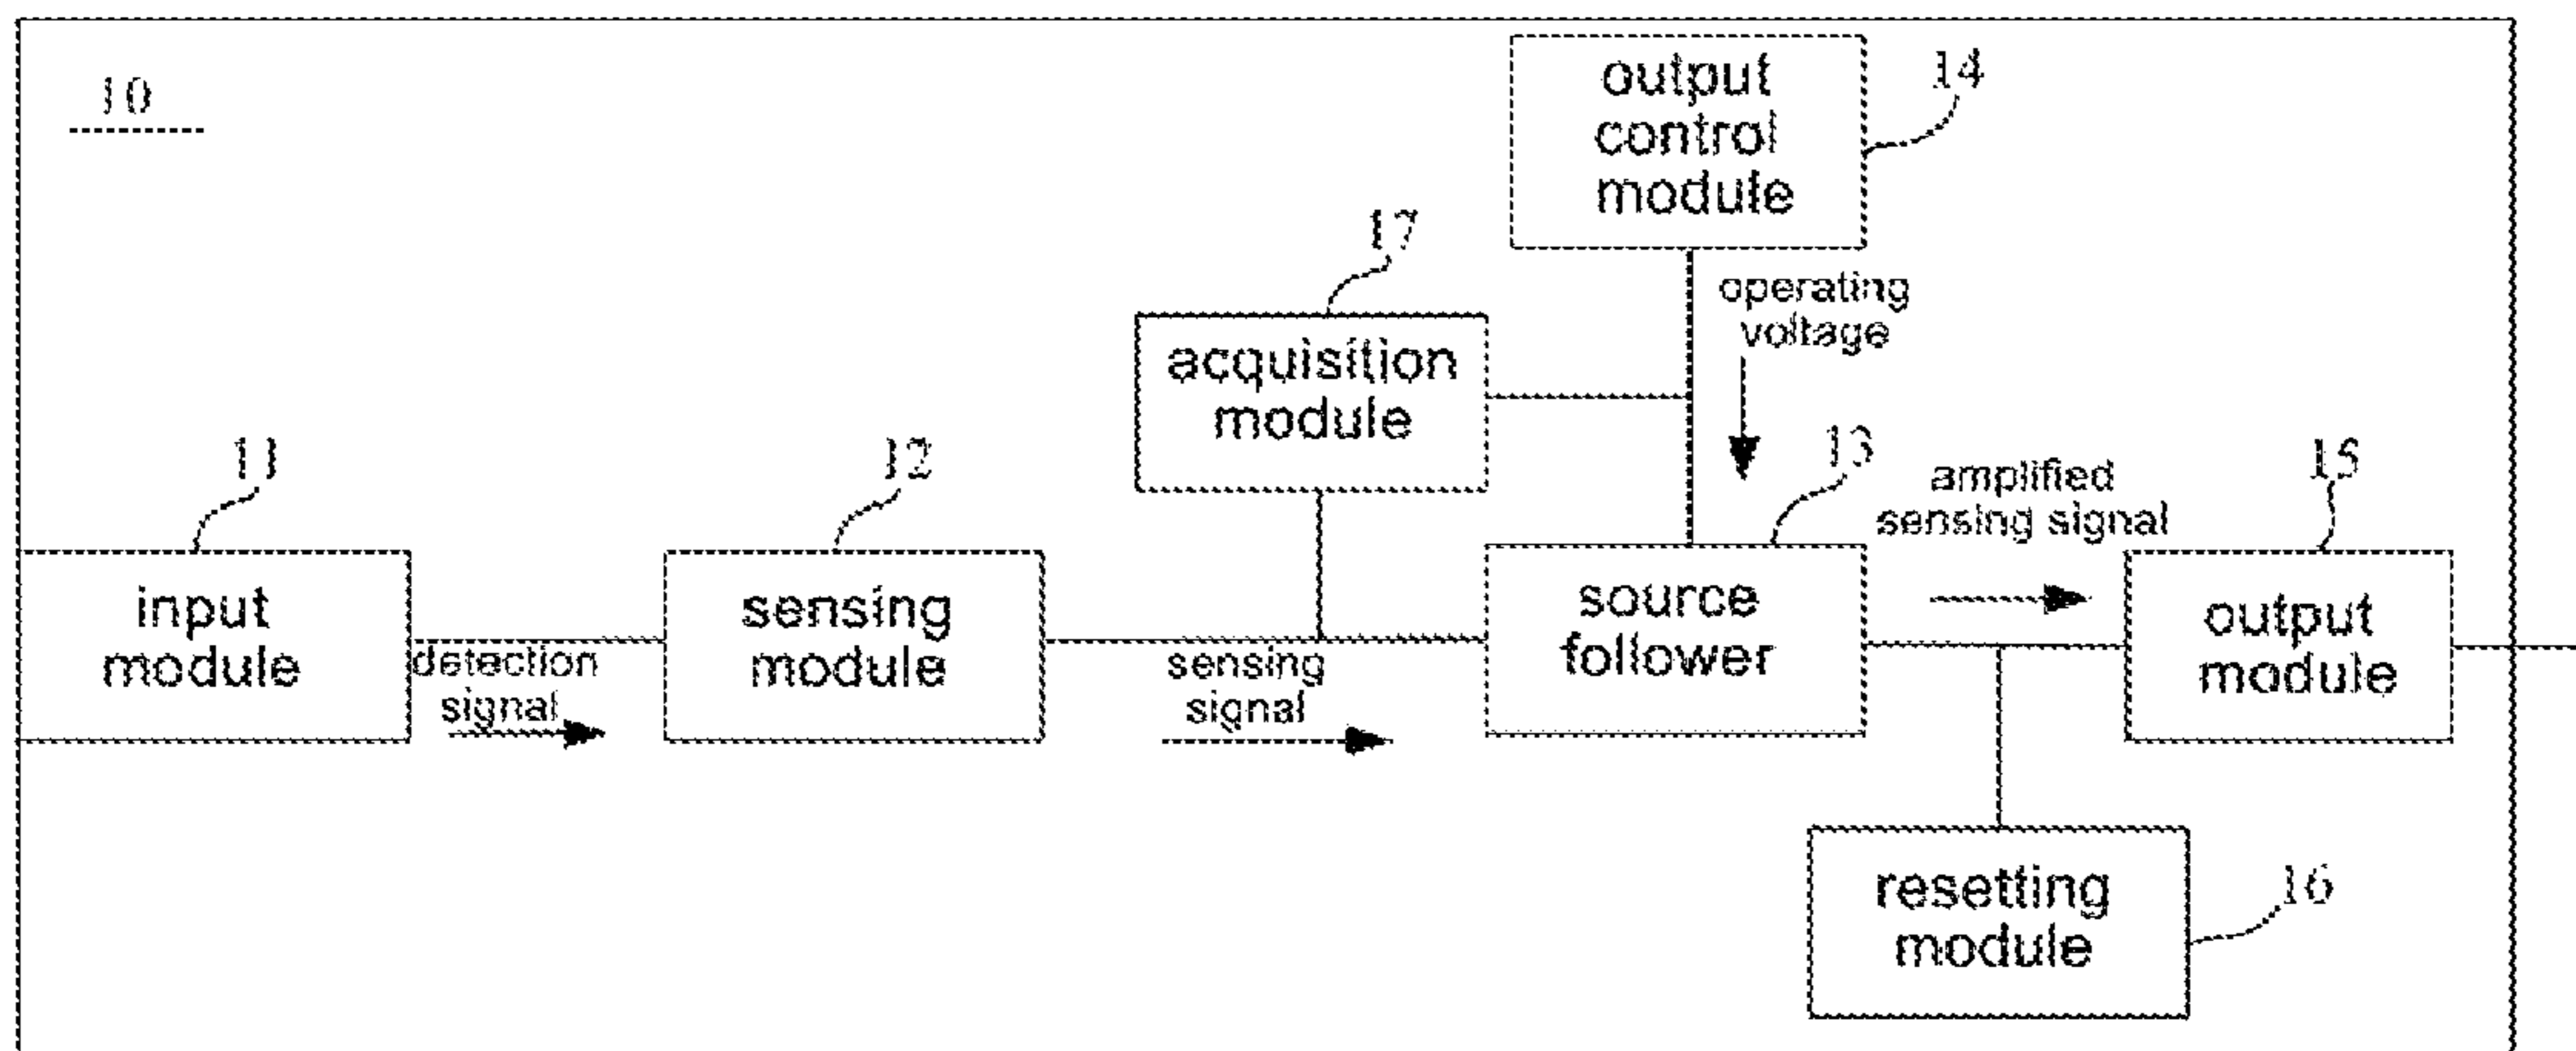 10
output
control
module
14
17
operating
voltage
acquisition
module
11
12
13
amplified
sensing signal
15
input
module
detection
signal
sensing
module
sensing
signal
source
follower
output
module
resetting
module
16